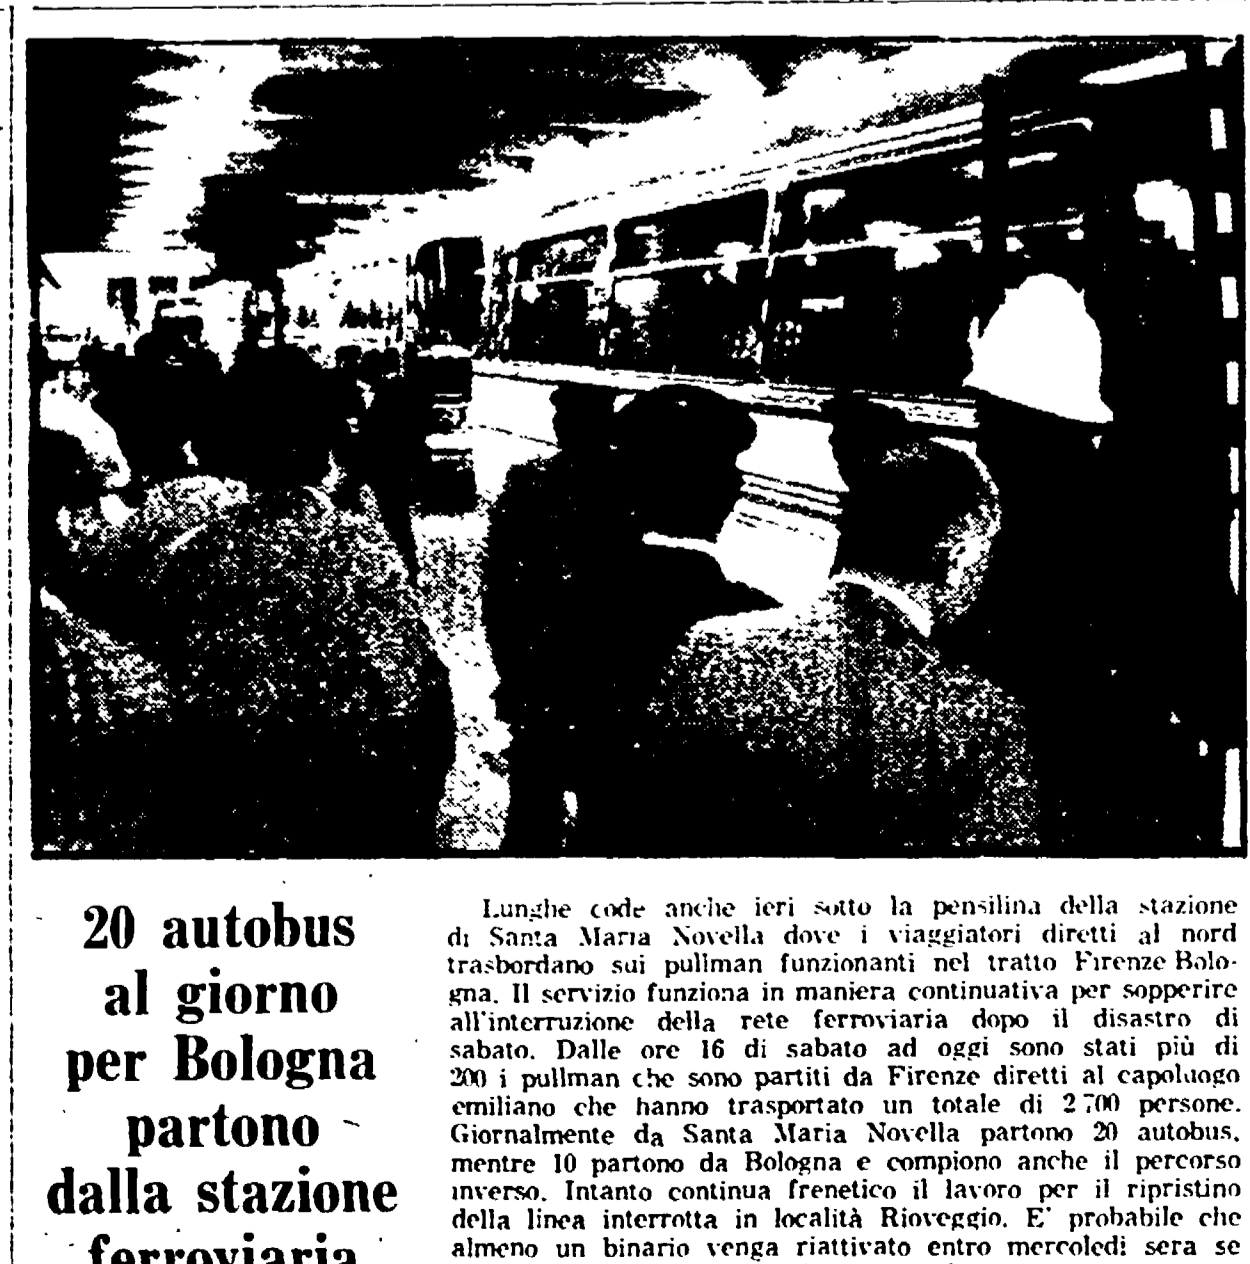 20 autobus
al giorno
per Bologna
partono
dalla stazione
ferroviaria
Lunghe code anche ieri sotto la pensilina della stazione
di Santa Maria Novella dove i viaggiatori diretti al nord
trasbordano sui pullman funzionanti nel tratto Firenze Bolo-
gna. Il servizio funziona in maniera continuativa per sopperire
all'interruzione della rete ferroviaria dopo il disastro di
sabato. Dalle ore 16 di sabato ad oggi sono stati più di
200 i pullman che sono partiti da Firenze diretti al capoluogo
emiliano che hanno trasportato un totale di 2700 persone.
Giornalmente da Santa Maria Novella partono 20 autobus,
mentre 10 partono da Bologna e compiono anche il percorso
inverso. Intanto continua frenetico il lavoro per il ripristino
della linea interrotta in località Rioveggio. E' probabile che
almeno un binario venga riattivato entro mercoledì sera se